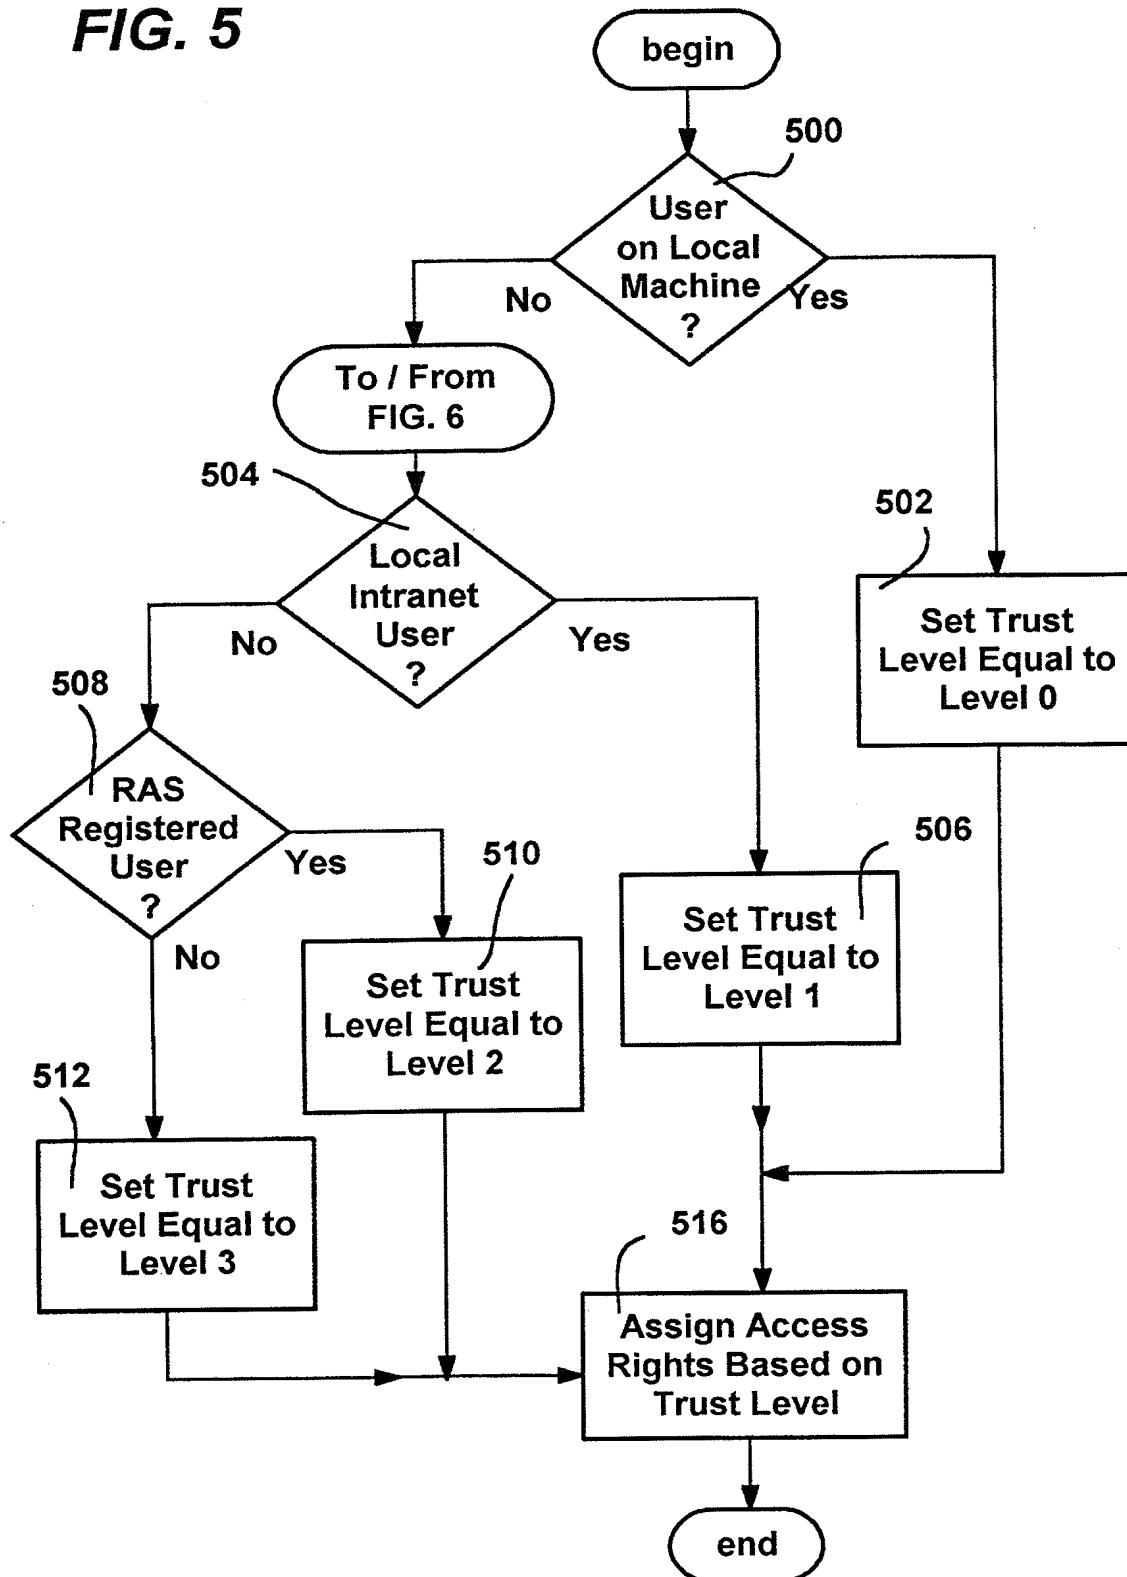 FIG. 5
begin
500
User
on Local
Machine
?
No
Yes
To / From
FIG. 6
504
Local
Intranet
User
?
No
Yes
502
Set Trust
Level Equal to
Level 0
508
RAS
Registered
User
?
Yes
No
510
Set Trust
Level Equal to
Level 2
506
Set Trust
Level Equal to
Level 1
512
Set Trust
Level Equal to
Level 3
516
Assign Access
Rights Based on
Trust Level
end